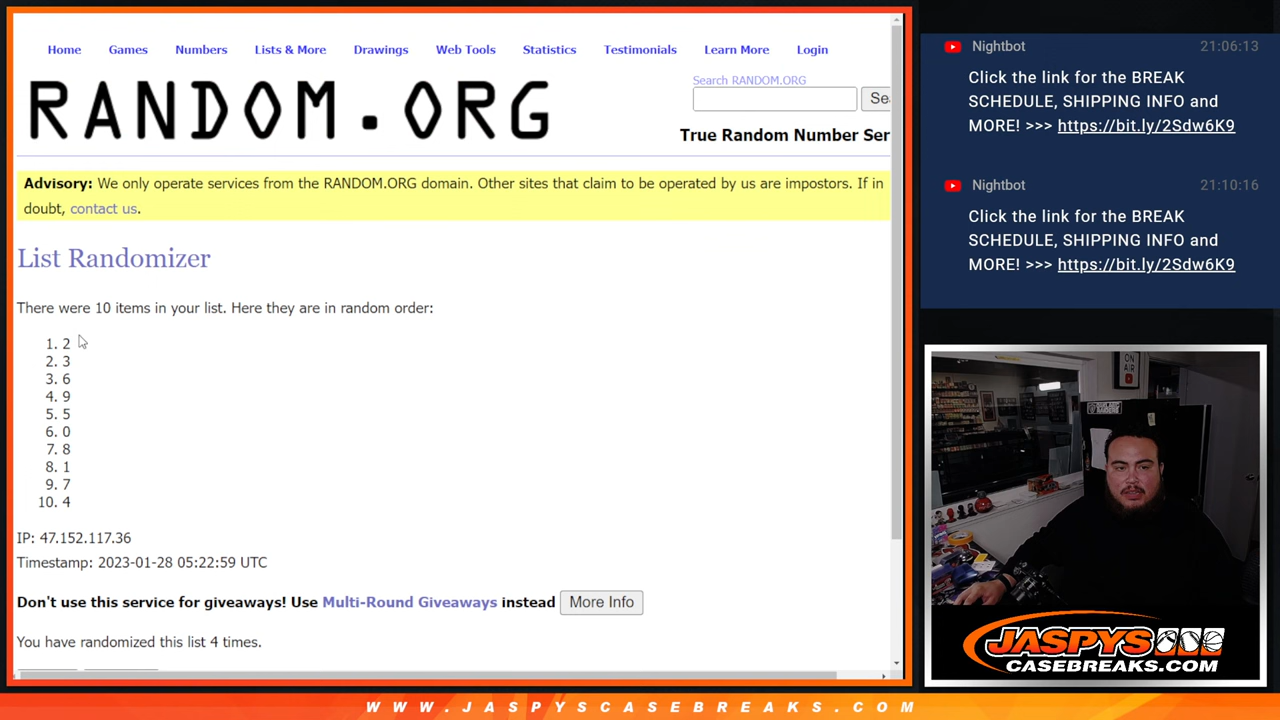 Home Games Numbers Lists & More Drawings Web Tools Statistics Testimonials Learn More Login
RANDOM.ORG
Search RANDOM.ORG
Sea
True Random Number Ser
Advisory: We only operate services from the RANDOM.ORG domain. Other sites that claim to be operated by us are impostors. If in
doubt, contact us.
List Randomizer
There were 10 items in your list. Here they are in random order:
1. 2
2. 3
3. 6
4. 9
5. 5
6. 0
7. 8
8. 1
9. 7
10. 4
IP: 47.152.117.36
Timestamp: 2023-01-28 05:22:59 UTC
Don't use this service for giveaways! Use Multi-Round Giveaways instead More Info
You have randomized this list 4 times.
Nightbot 21:06:13
Click the link for the BREAK
SCHEDULE, SHIPPING INFO and
MORE! >>> https://bit.ly/2Sdw6K9
Nightbot 21:10:16
Click the link for the BREAK
SCHEDULE, SHIPPING INFO and
MORE! >>> https://bit.ly/2Sdw6K9
ON
AIR
JASPYS
CASEBREAKS.COM
WWW.JASPYSCASEBREAKS.COM